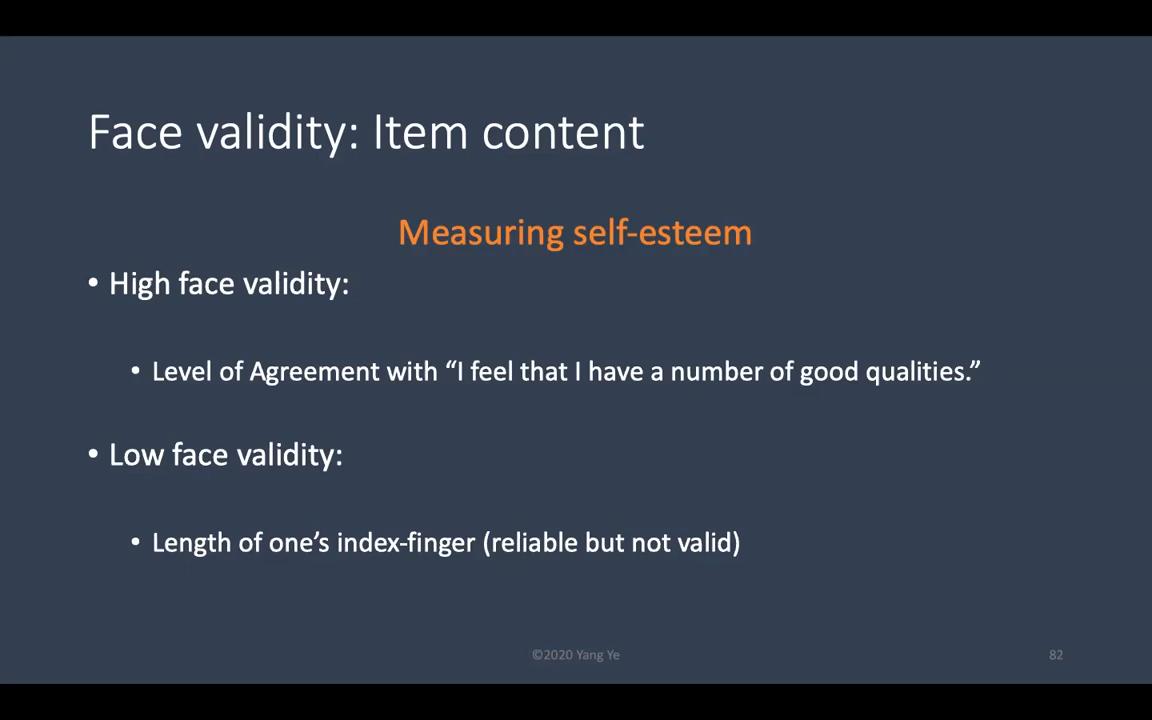 Face validity: Item content
Measuring self-esteem
• High face validity:
• Level of Agreement with “I feel that I have a number of good qualities.”
• Low face validity:
• Length of one’s index-finger (reliable but not valid)
©2020 Yang Ye
82